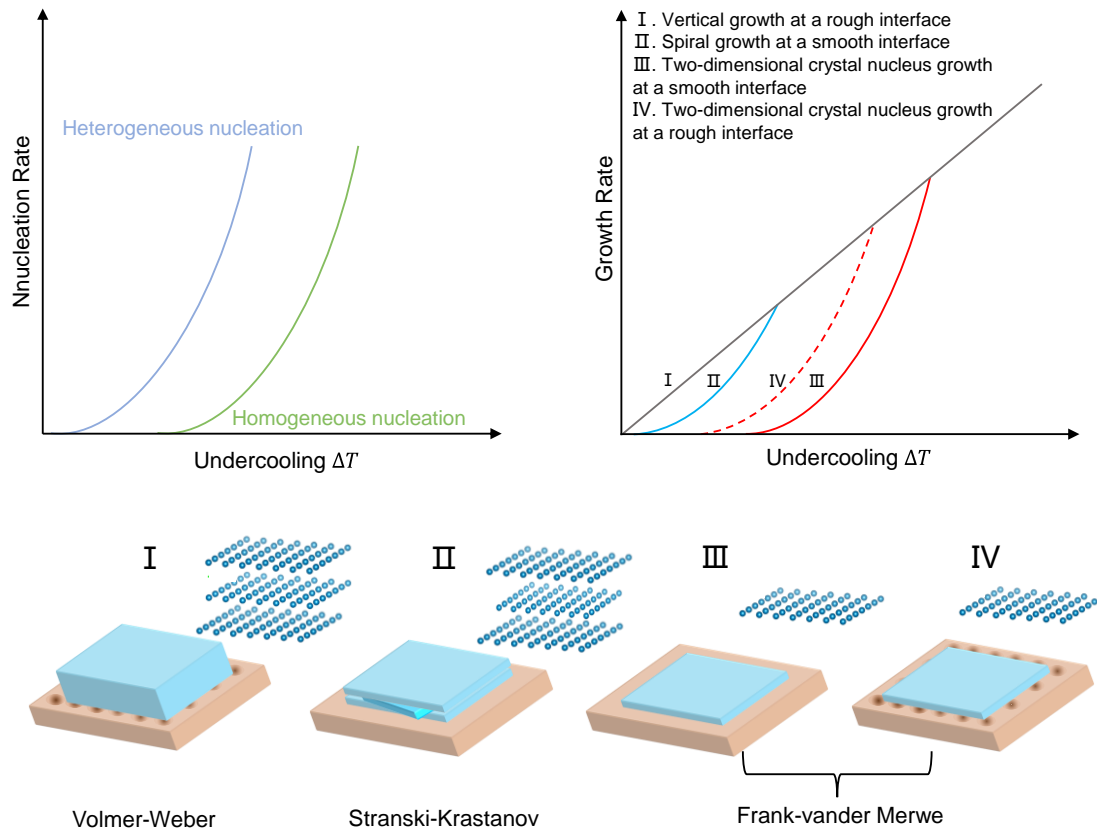 Nnucleation Rate
Heterogeneous nucleation
Homogeneous nucleation
Undercooling ΔT
Growth Rate
Ⅰ. Vertical growth at a rough interface
Ⅱ. Spiral growth at a smooth interface
Ⅲ. Two-dimensional crystal nucleus growth
at a smooth interface
Ⅳ. Two-dimensional crystal nucleus growth
at a rough interface
Ⅰ
Ⅱ
Ⅳ
Ⅲ
Undercooling ΔT
Ⅰ
Ⅱ
Ⅲ
Ⅳ
Volmer-Weber
Stranski-Krastanov
Frank-vander Merwe